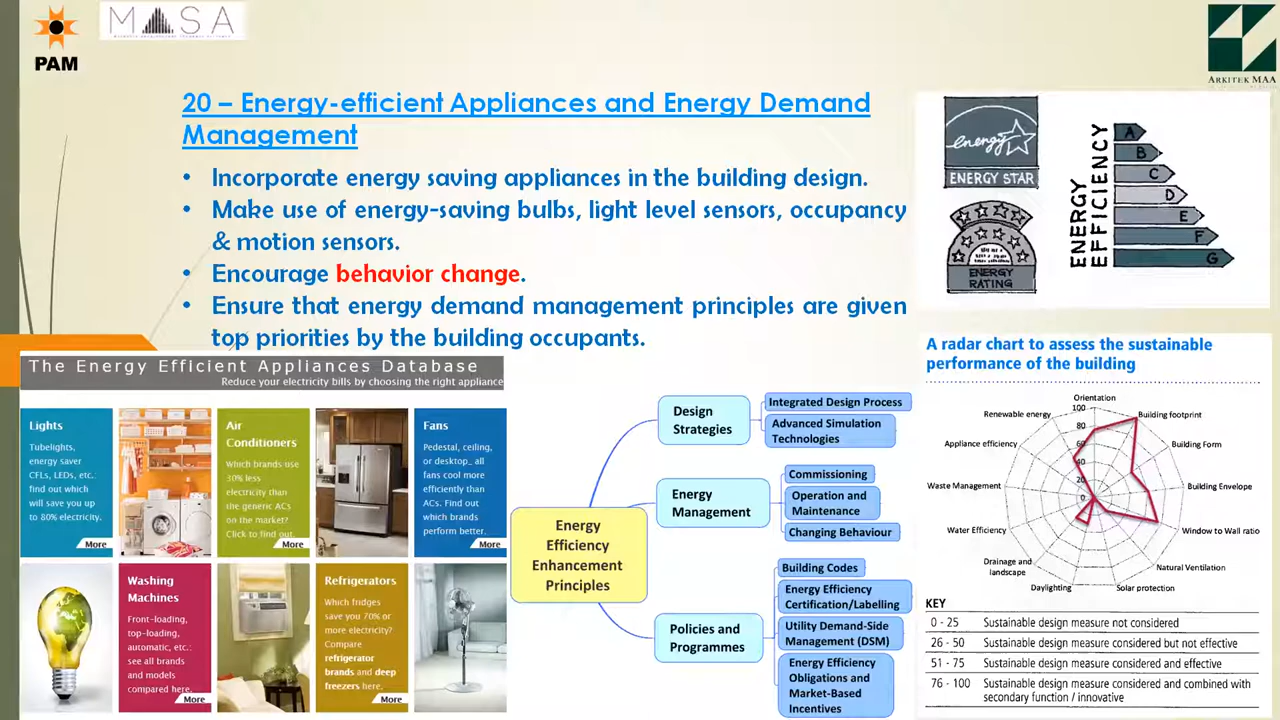 PAM
MASA
ARKITEK MAA
20 – Energy-efficient Appliances and Energy Demand
Management
• Incorporate energy saving appliances in the building design.
• Make use of energy-saving bulbs, light level sensors, occupancy
& motion sensors.
• Encourage behavior change.
• Ensure that energy demand management principles are given
top priorities by the building occupants.
energy
ENERGY STAR
ENERGY
RATING
ENERGY
EFFICIENCY
A
B
C
D
E
F
G
The Energy Efficient Appliances Database
Reduce your electricity bills by choosing the right appliance
Lights
Tubelights,
energy saver
CFLs, LEDs, etc.:
find out which
will save you up
to 80% electricity.
More
Air
Conditioners
Which brands use
30% less
electricity than
the generic ACs
on the market?
Click to find out.
More
Fans
Pedestal, ceiling,
or desktop_ all
fans cool more
efficiently than
ACs. Find out
which brands
perform better.
More
Washing
Machines
Front-loading,
top-loading,
automatic, etc.:
see all brands
and models
compared here.
More
Refrigerators
Which fridges
save you 70% or
more electricity?
Compare
refrigerator
brands and deep
freezers here.
More
Energy
Efficiency
Enhancement
Principles
Design
Strategies
Integrated Design Process
Advanced Simulation
Technologies
Energy
Management
Commissioning
Operation and
Maintenance
Changing Behaviour
Policies and
Programmes
Building Codes
Energy Efficiency
Certification/Labelling
Utility Demand-Side
Management (DSM)
Energy Efficiency
Obligations and
Market-Based
Incentives
A radar chart to assess the sustainable
performance of the building
Orientation
Building footprint
Building Form
Building Envelope
Window to Wall ratio
Natural Ventilation
Solar protection
Daylighting
Drainage and
landscape
Water Efficiency
Waste Management
Appliance efficiency
Renewable energy
100
80
60
40
20
0
KEY
0 - 25 Sustainable design measure not considered
26 - 50 Sustainable design measure considered but not effective
51 - 75 Sustainable design measure considered and effective
76 - 100 Sustainable design measure considered and combined with
secondary function / innovative